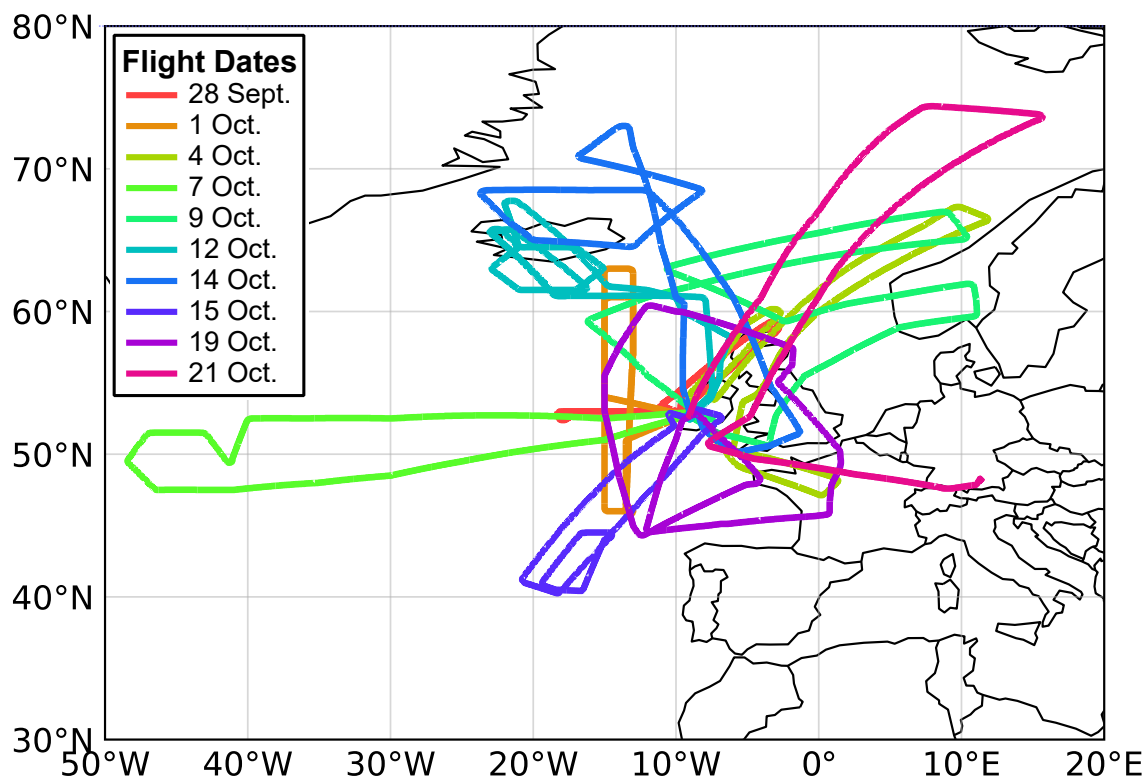 80°N
70°N
60°N
50°N
40°N
30°N
Flight Dates
28 Sept.
1 Oct.
4 Oct.
7 Oct.
9 Oct.
12 Oct.
14 Oct.
15 Oct.
19 Oct.
21 Oct.
50°W 40°W 30°W 20°W 10°W 0° 10°E 20°E